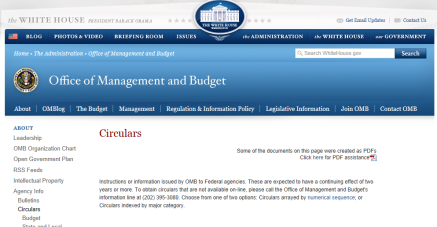 the WHITE HOUSE PRESIDENT BARACK OBAMA
THE WHITE HOUSE
Get Email Updates Contact Us
BLOG PHOTOS & VIDEO BRIEFING ROOM ISSUES the ADMINISTRATION the WHITE HOUSE our GOVERNMENT
Home • The Administration • Office of Management and Budget
Search WhiteHouse.gov Search
Office of Management and Budget
About OMBlog The Budget Management Regulation & Information Policy Legislative Information Join OMB Contact OMB
ABOUT
Leadership
OMB Organization Chart
Open Government Plan
RSS Feeds
Intellectual Property
Agency Info
Bulletins
Circulars
Budget
State and Local
Circulars
Some of the documents on this page were created as PDFs
Click here for PDF assistance
Instructions or information issued by OMB to Federal agencies. These are expected to have a continuing effect of two
years or more. To obtain circulars that are not available on-line, please call the Office of Management and Budget's
information line at (202) 395-3080. Choose from one of two options: Circulars arrayed by numerical sequence; or
Circulars indexed by major category.